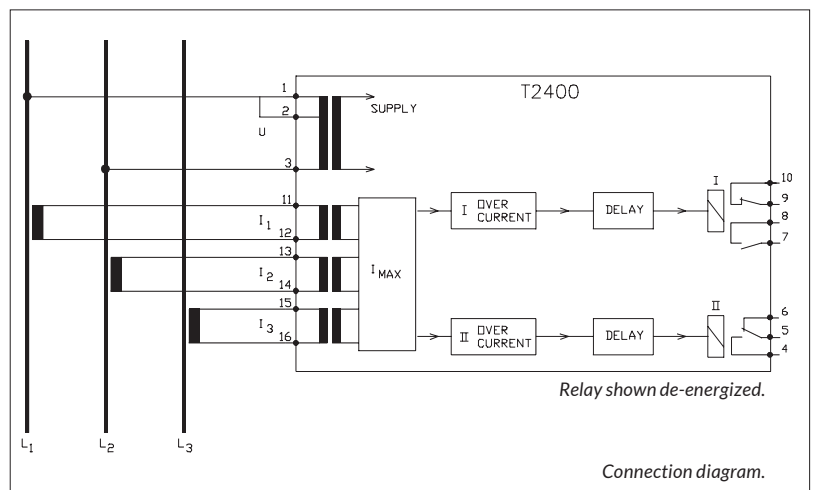 T2400
1
SUPPLY
2
U
3
11
I1
12
13
I2
14
15
I3
16
IMAX
I OVER
CURRENT
DELAY
I
10
9
8
7
II OVER
CURRENT
DELAY
II
6
5
4
Relay shown de-energized.
L1 L2 L3
Connection diagram.